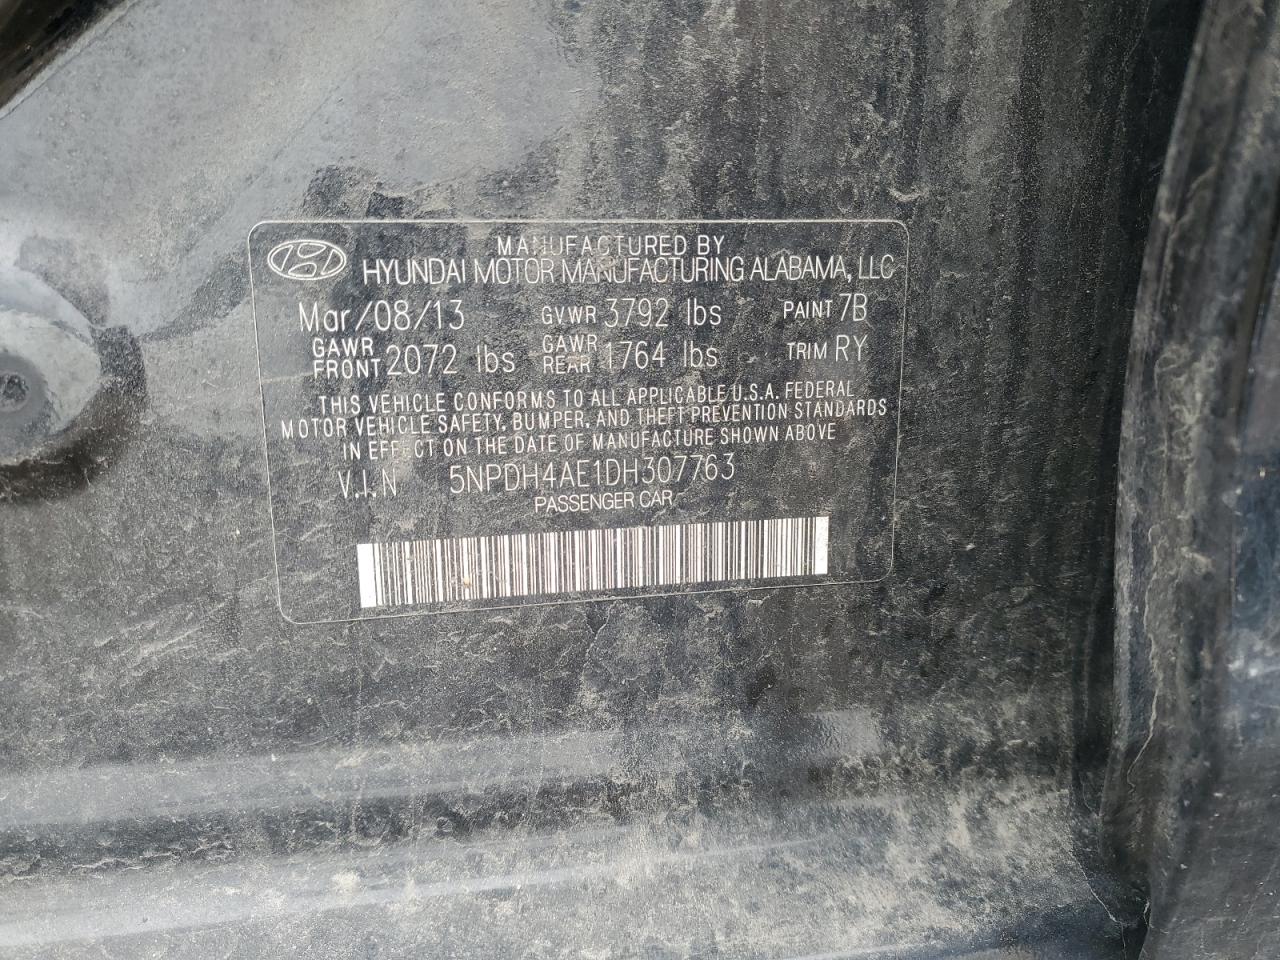 MANUFACTURED BY
HYUNDAI MOTOR MANUFACTURING ALABAMA, LLC
Mar/08/13 GVWR 3792 lbs PAINT 7B
GAWR FRONT 2072 lbs GAWR REAR 1764 lbs TRIM RY
THIS VEHICLE CONFORMS TO ALL APPLICABLE U.S.A. FEDERAL
MOTOR VEHICLE SAFETY, BUMPER, AND THEFT PREVENTION STANDARDS
IN EFFECT ON THE DATE OF MANUFACTURE SHOWN ABOVE
V.I.N 5NPDH4AE1DH307763
PASSENGER CAR